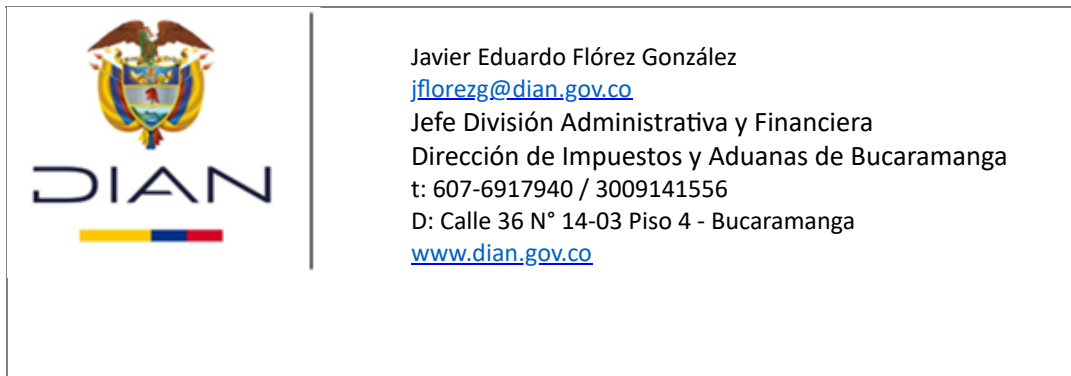 DIAN
Javier Eduardo Flórez González
jflorezg@dian.gov.co
Jefe División Administrativa y Financiera
Dirección de Impuestos y Aduanas de Bucaramanga
t: 607-6917940 / 3009141556
D: Calle 36 N° 14-03 Piso 4 - Bucaramanga
www.dian.gov.co